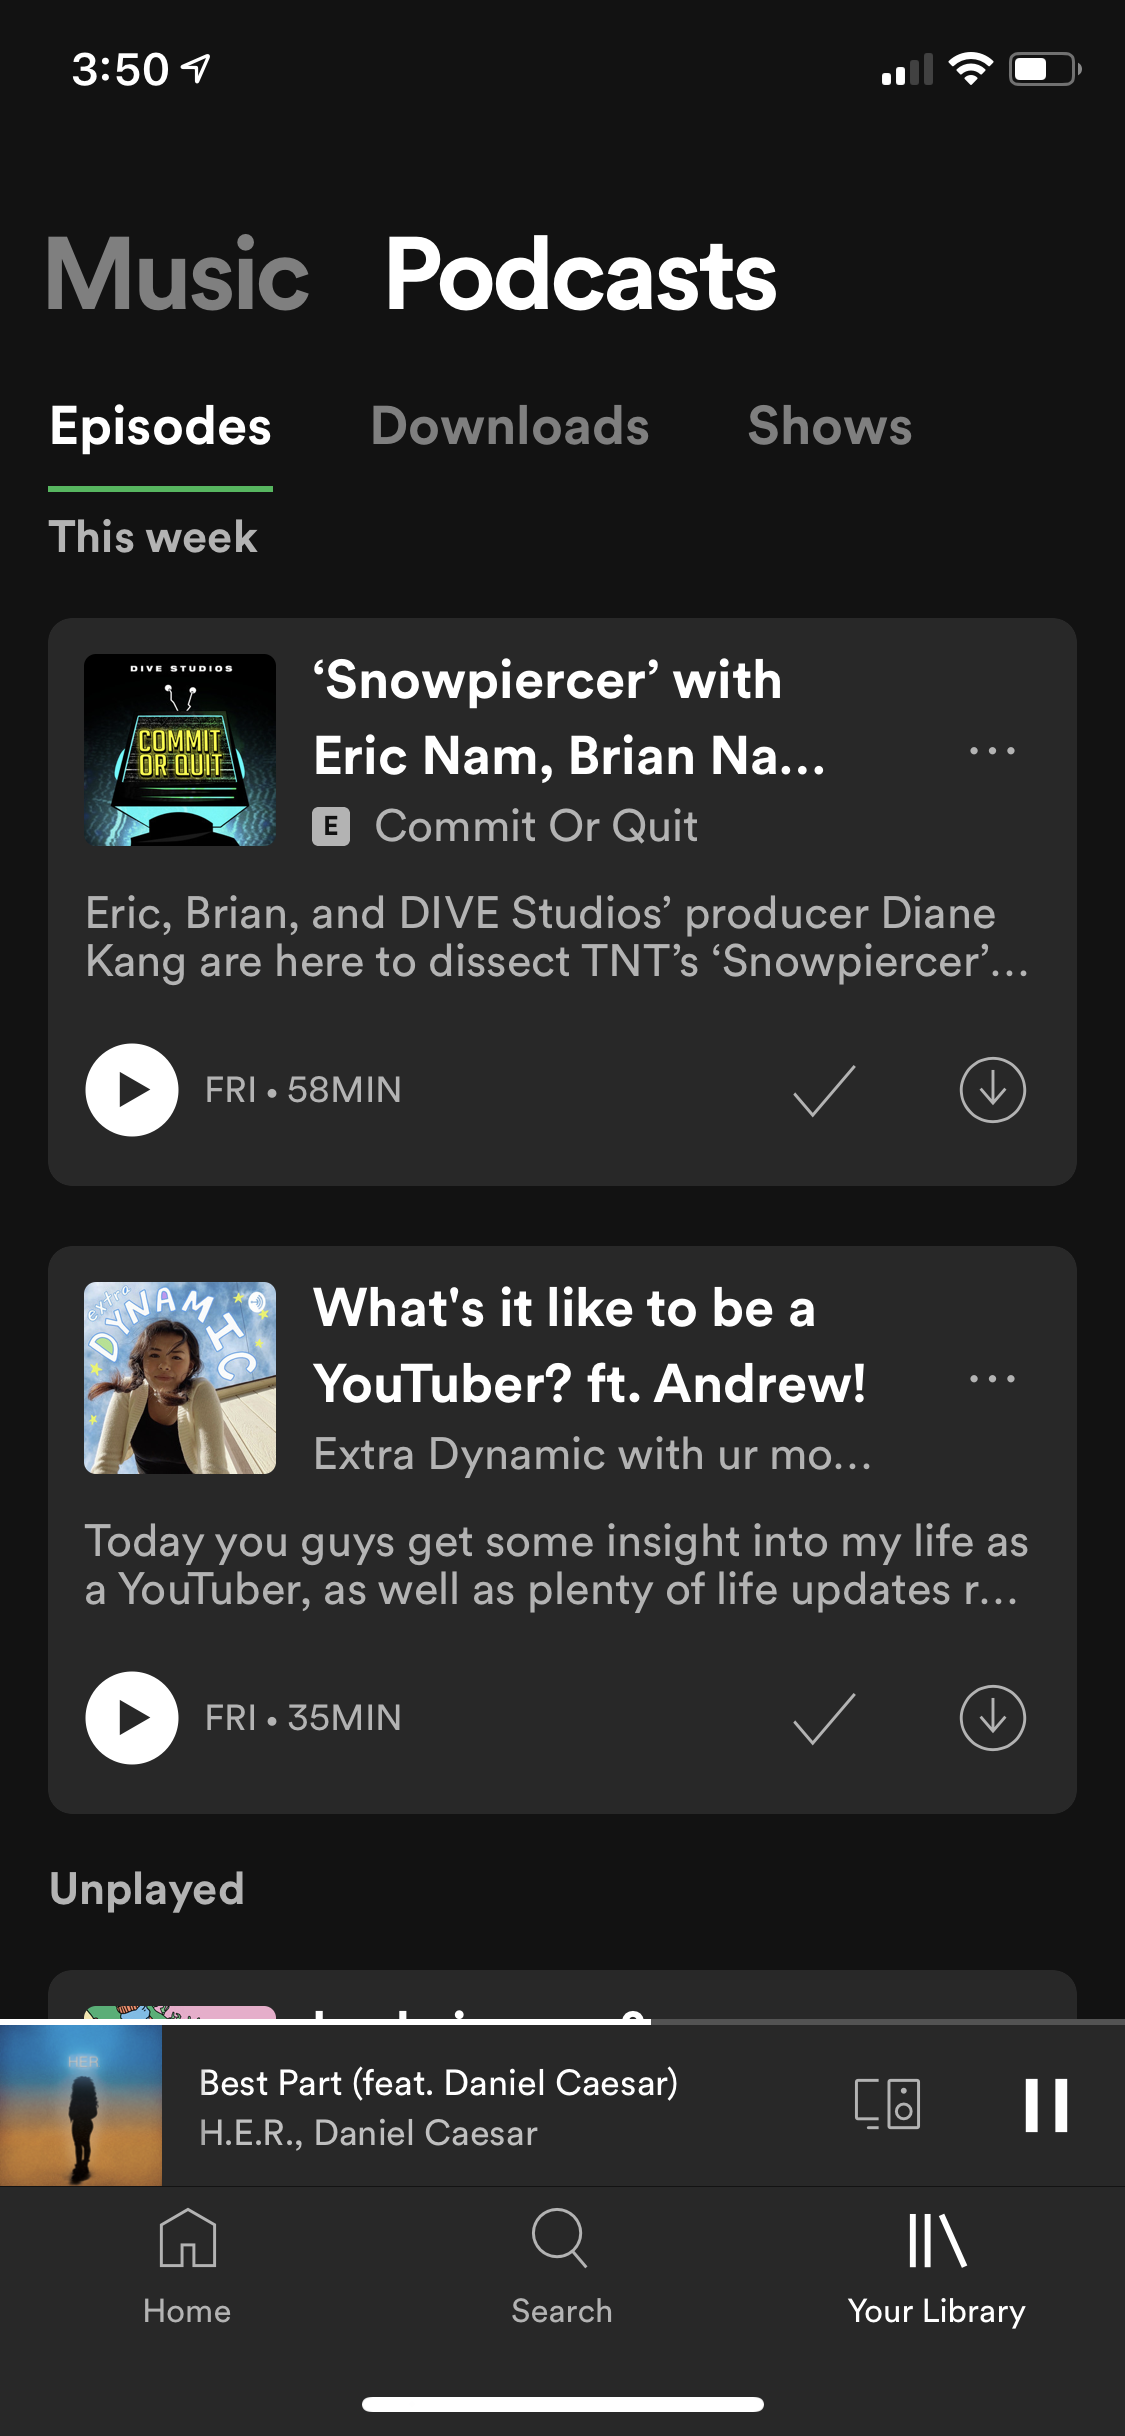 3:50
Music Podcasts
Episodes Downloads Shows
This week
DIVE STUDIOS
COMMIT
OR QUIT
‘Snowpiercer’ with
Eric Nam, Brian Na...
E Commit Or Quit
Eric, Brian, and DIVE Studios’ producer Diane
Kang are here to dissect TNT’s ‘Snowpiercer’...
FRI • 58MIN
extra
DYNAMIC
What's it like to be a
YouTuber? ft. Andrew!
Extra Dynamic with ur mo...
Today you guys get some insight into my life as
a YouTuber, as well as plenty of life updates r...
FRI • 35MIN
Unplayed
HER
Best Part (feat. Daniel Caesar)
H.E.R., Daniel Caesar
Home Search Your Library